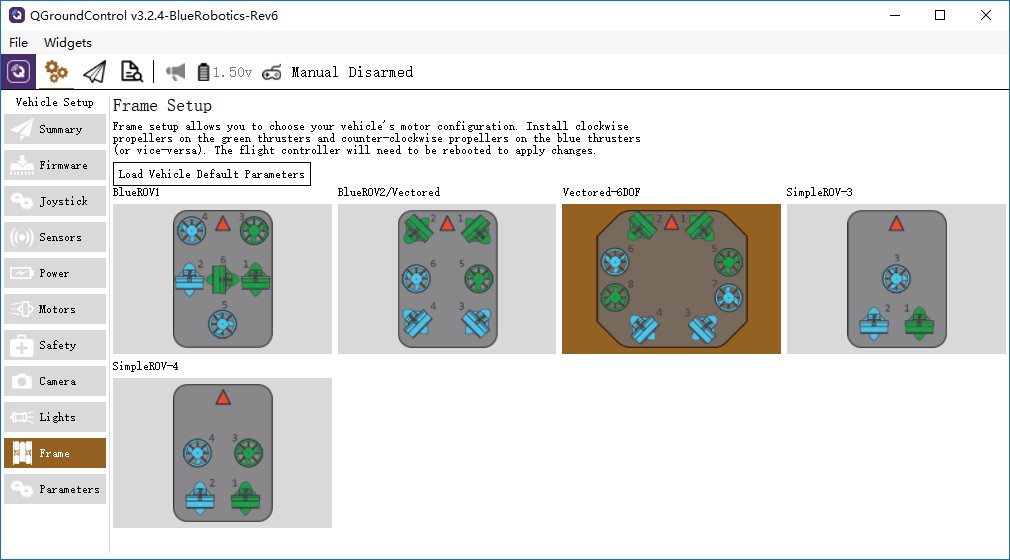 QGroundControl v3.2.4-BlueRobotics-Rev6
File Widgets
1.50v Manual Disarmed
Vehicle Setup
Summary
Firmware
Joystick
Sensors
Power
Motors
Safety
Camera
Lights
Frame
Parameters
Frame Setup
Frame setup allows you to choose your vehicle's motor configuration. Install clockwise
propellers on the green thrusters and counter-clockwise propellers on the blue thrusters
(or vice-versa). The flight controller will need to be rebooted to apply changes.
Load Vehicle Default Parameters
BlueROV1
4 3
2 6 1
5
BlueROV2/Vectored
2 1
6 5
4 3
Vectored-6DOF
2 1
6 5
8 7
4 3
SimpleROV-3
3
2 1
SimpleROV-4
4 3
2 1